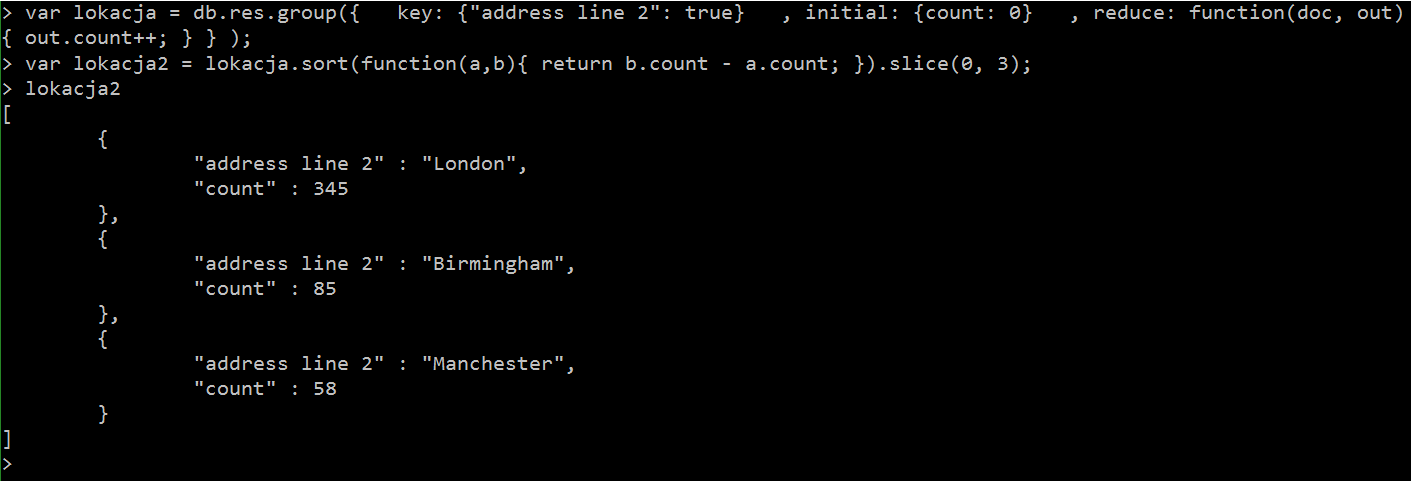 > var lokacja = db.res.group({   key: {"address line 2": true}   , initial: {count: 0}   , reduce: function(doc, out)
{ out.count++; } } );
> var lokacja2 = lokacja.sort(function(a,b){ return b.count - a.count; }).slice(0, 3);
> lokacja2
[
        {
                "address line 2" : "London",
                "count" : 345
        },
        {
                "address line 2" : "Birmingham",
                "count" : 85
        },
        {
                "address line 2" : "Manchester",
                "count" : 58
        }
]
>